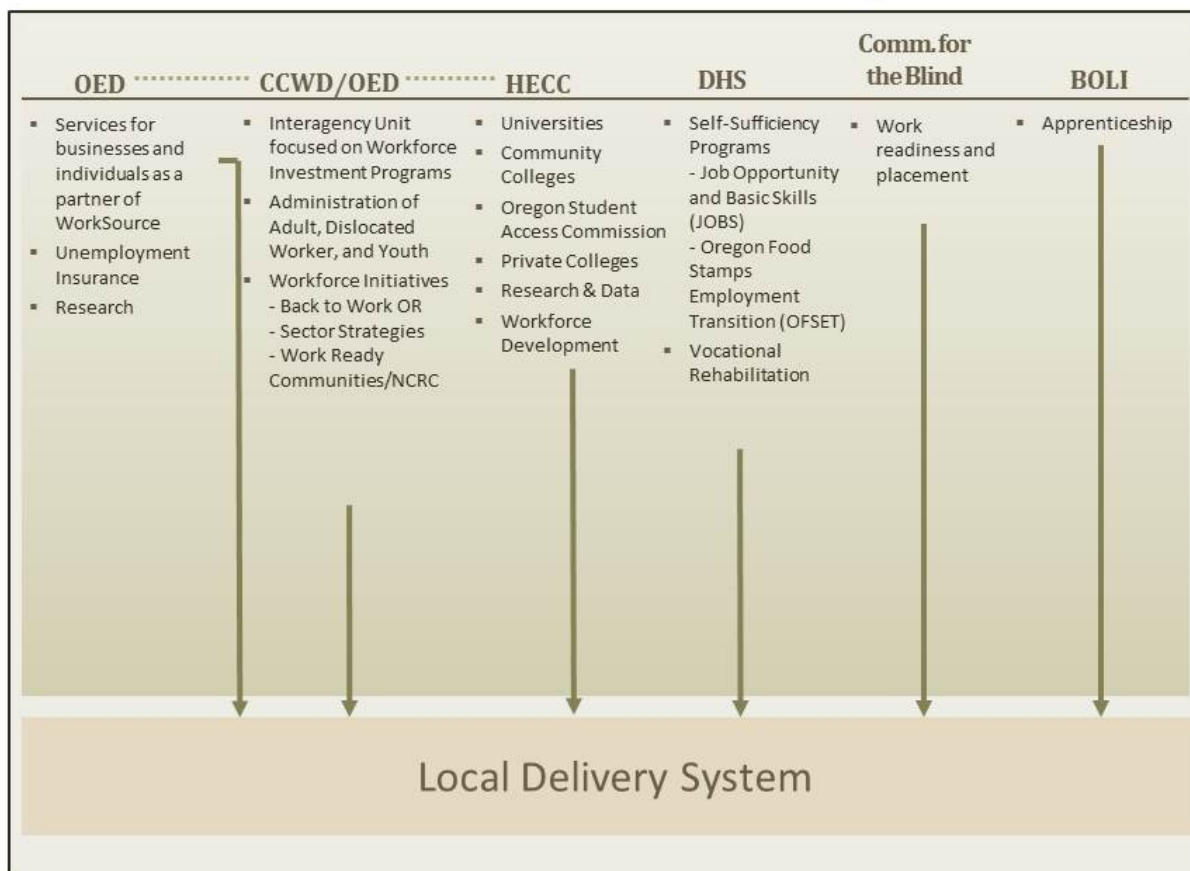 OED
CCWD/OED
HECC
DHS
Comm. for
the Blind
BOLI
▪ Services for
businesses and
individuals as a
partner of
WorkSource
▪ Unemployment
Insurance
▪ Research
▪ Interagency Unit
focused on Workforce
Investment Programs
▪ Administration of
Adult, Dislocated
Worker, and Youth
▪ Workforce Initiatives
- Back to Work OR
- Sector Strategies
- Work Ready
Communities/NCRC
▪ Universities
▪ Community
Colleges
▪ Oregon Student
Access Commission
▪ Private Colleges
▪ Research & Data
▪ Workforce
Development
▪ Self-Sufficiency
Programs
- Job Opportunity
and Basic Skills
(JOBS)
- Oregon Food
Stamps
Employment
Transition (OFSET)
▪ Vocational
Rehabilitation
▪ Work
readiness and
placement
▪ Apprenticeship
Local Delivery System